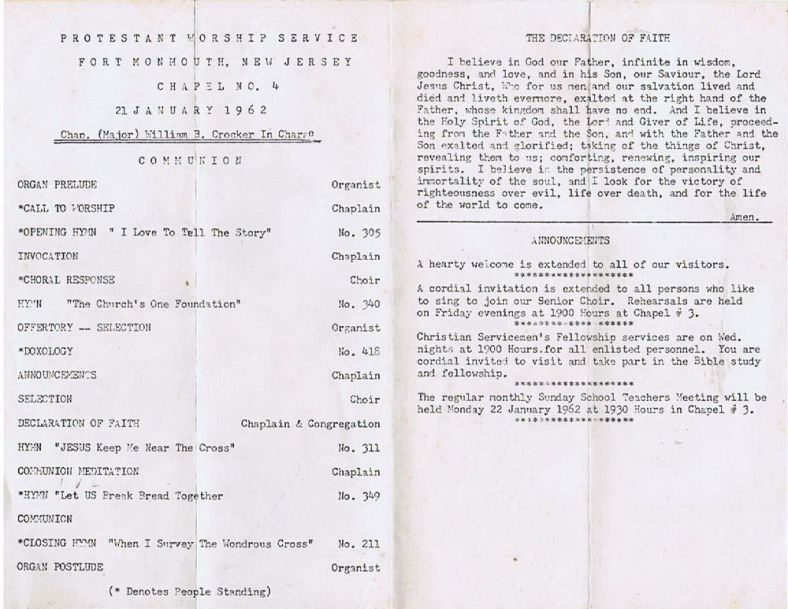 PROTESTANT WORSHIP SERVICE
FORT MONMOUTH, NEW JERSEY
CHAPEL NO. 4
21 JANUARY 1962
Chan. (Major) William B. Crocker In Charge
COMMUNION
ORGAN PRELUDE Organist
*CALL TO WORSHIP Chaplain
*OPENING HYMN " I Love To Tell The Story" No. 305
INVOCATION Chaplain
*CHORAL RESPONSE Choir
HYMN "The Church's One Foundation" No. 340
OFFERTORY -- SELECTION Organist
*DOXOLOGY No. 418
ANNOUNCEMENTS Chaplain
SELECTION Choir
DECLARATION OF FAITH Chaplain & Congregation
HYMN "JESUS Keep Me Near The Cross" No. 311
COMMUNION MEDITATION Chaplain
*HYMN "Let US Break Bread Together No. 349
COMMUNION
*CLOSING HYMN "When I Survey The Wondrous Cross" No. 211
ORGAN POSTLUDE Organist
(* Denotes People Standing)
THE DECLARATION OF FAITH
I believe in God our Father, infinite in wisdom,
goodness, and love, and in his Son, our Saviour, the Lord
Jesus Christ, Who for us men and our salvation lived and
died and liveth evermore, exalted at the right hand of the
Father, whose kingdom shall have no end. And I believe in
the Holy Spirit of God, the Lord and Giver of Life, proceed-
ing from the Father and the Son, and with the Father and the
Son exalted and glorified; taking of the things of Christ,
revealing them to us; comforting, renewing, inspiring our
spirits. I believe in the persistence of personality and
immortality of the soul, and I look for the victory of
righteousness over evil, life over death, and for the life
of the world to come.
Amen.
ANNOUNCEMENTS
A hearty welcome is extended to all of our visitors.
********************
A cordial invitation is extended to all persons who like
to sing to join our Senior Choir. Rehearsals are held
on Friday evenings at 1900 Hours at Chapel # 3.
********************
Christian Servicemen's Fellowship services are on Wed.
nights at 1900 Hours.for all enlisted personnel. You are
cordial invited to visit and take part in the Bible study
and fellowship.
********************
The regular monthly Sunday School Teachers Meeting will be
held Monday 22 January 1962 at 1930 Hours in Chapel # 3.
********************